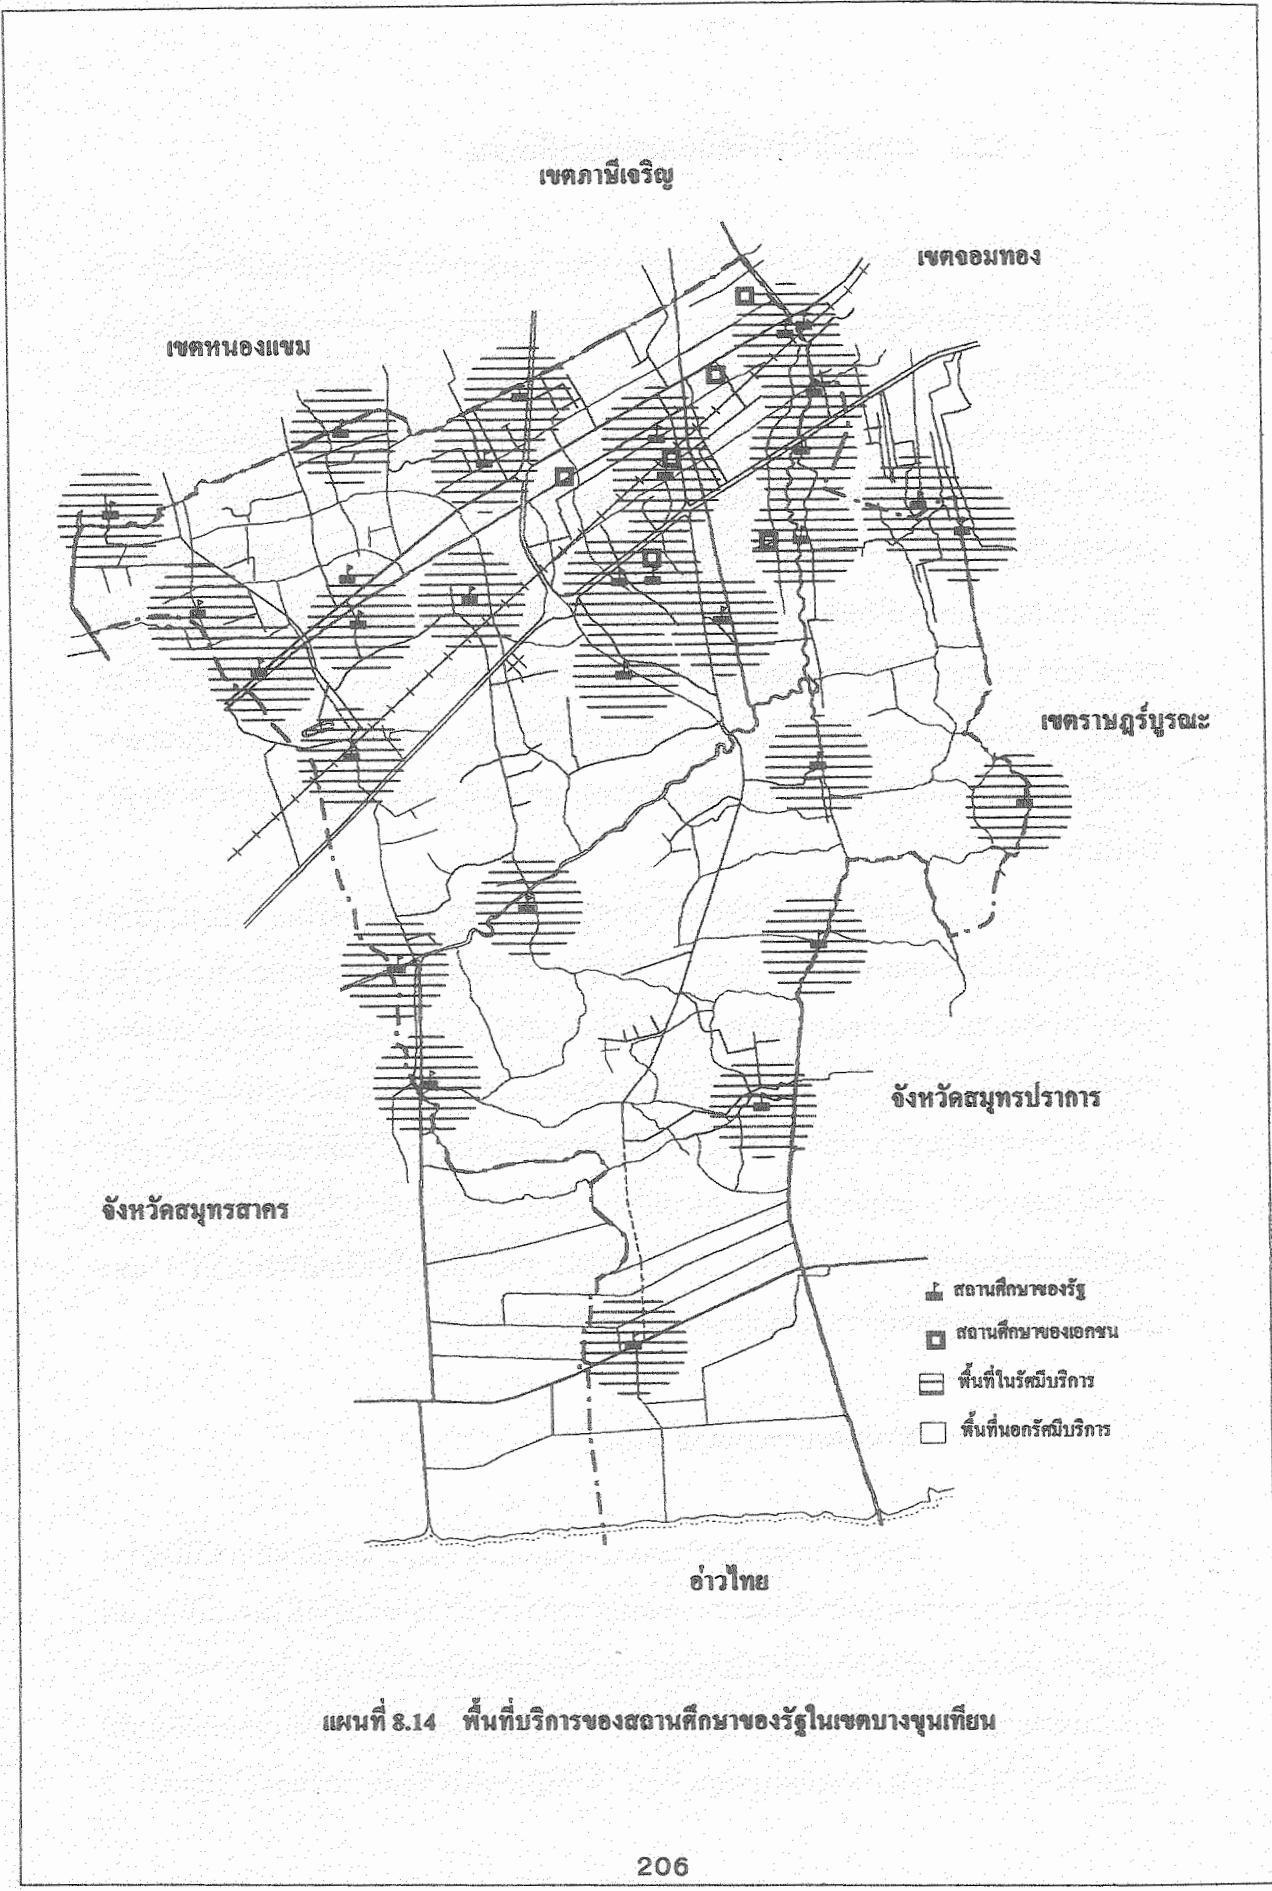 เขตภาษีเจริญ
เขตจอมทอง
เขตหนองแขม
เขตราษฎร์บูรณะ
จังหวัดสมุทรปราการ
จังหวัดสมุทรสาคร
สถานศึกษาของรัฐ
สถานศึกษาของเอกชน
พื้นที่ในรัศมีบริการ
พื้นที่นอกรัศมีบริการ
อ่าวไทย
แผนที่ 8.14 พื้นที่บริการของสถานศึกษาของรัฐในเขตบางขุนเทียน
206